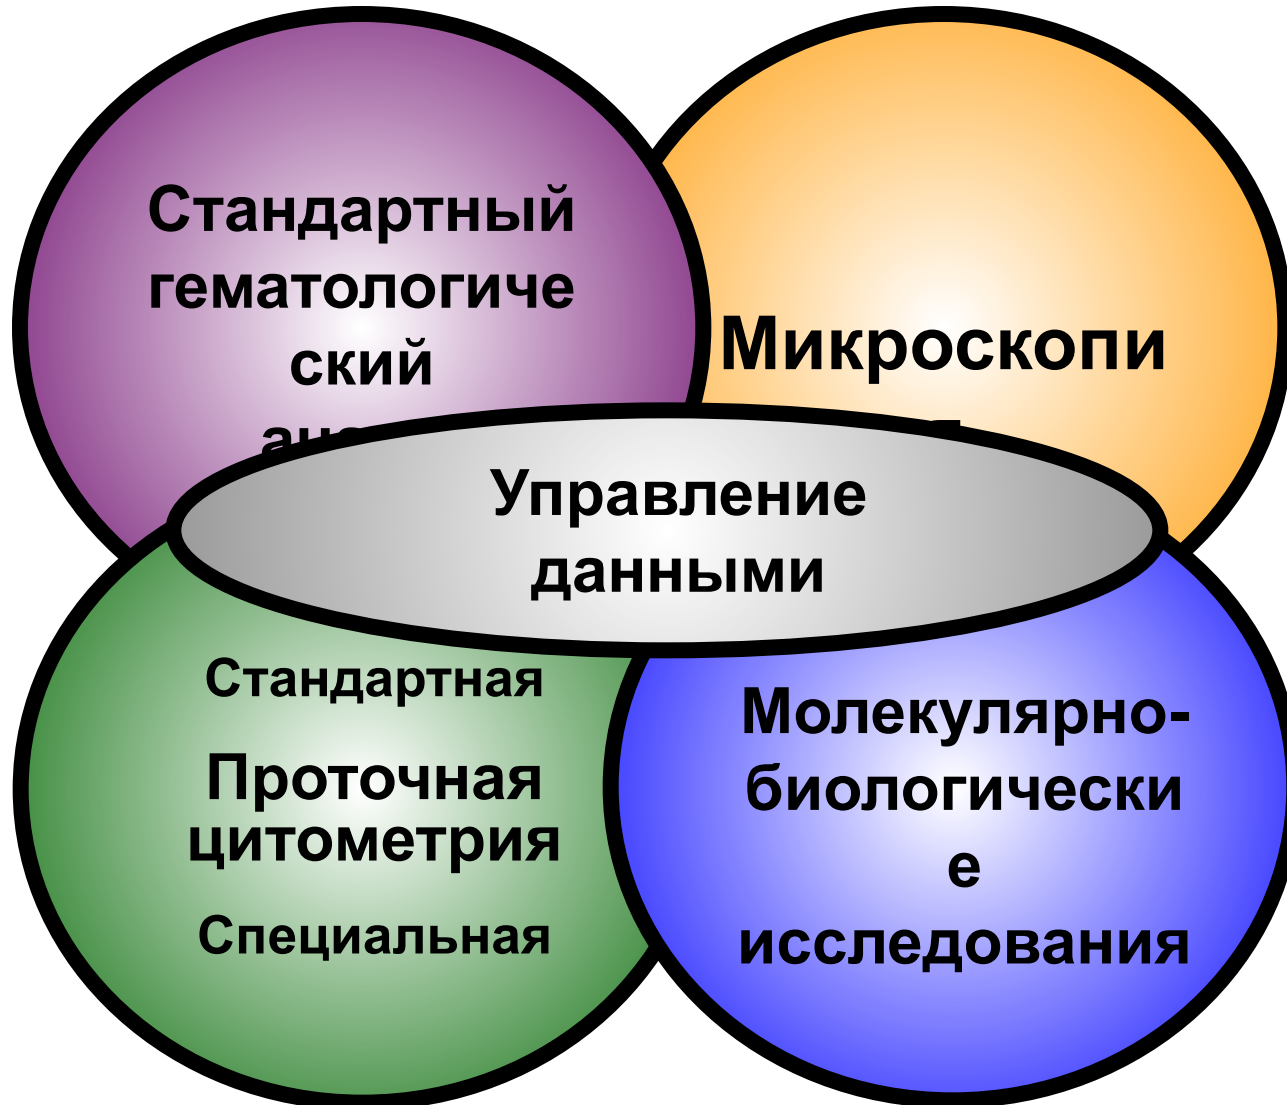 Стандартный
гематологиче
ский
Микроскопи
Управление
данными
Стандартная
Проточная
цитометрия
Специальная
Молекулярно-
биологически
е
исследования